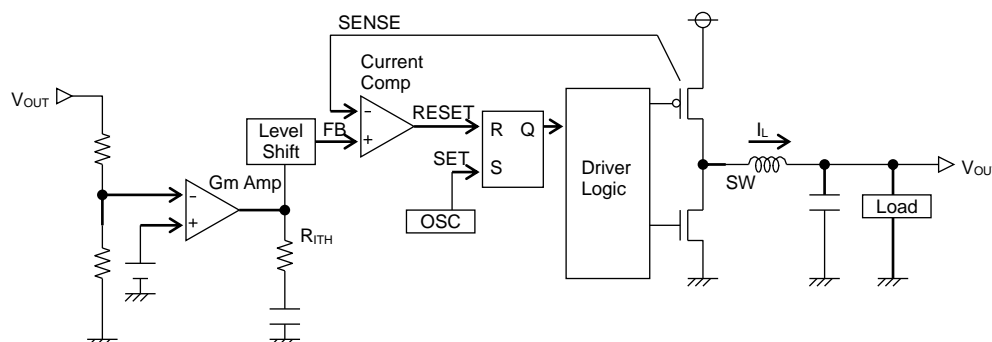 SENSE
Current
Comp
VOUT
RESET
Level
Shift
FB
R Q
IL
SET
S
Driver
Logic
VOU
SW
Gm Amp
-
+
-
+
OSC
Load
RITH